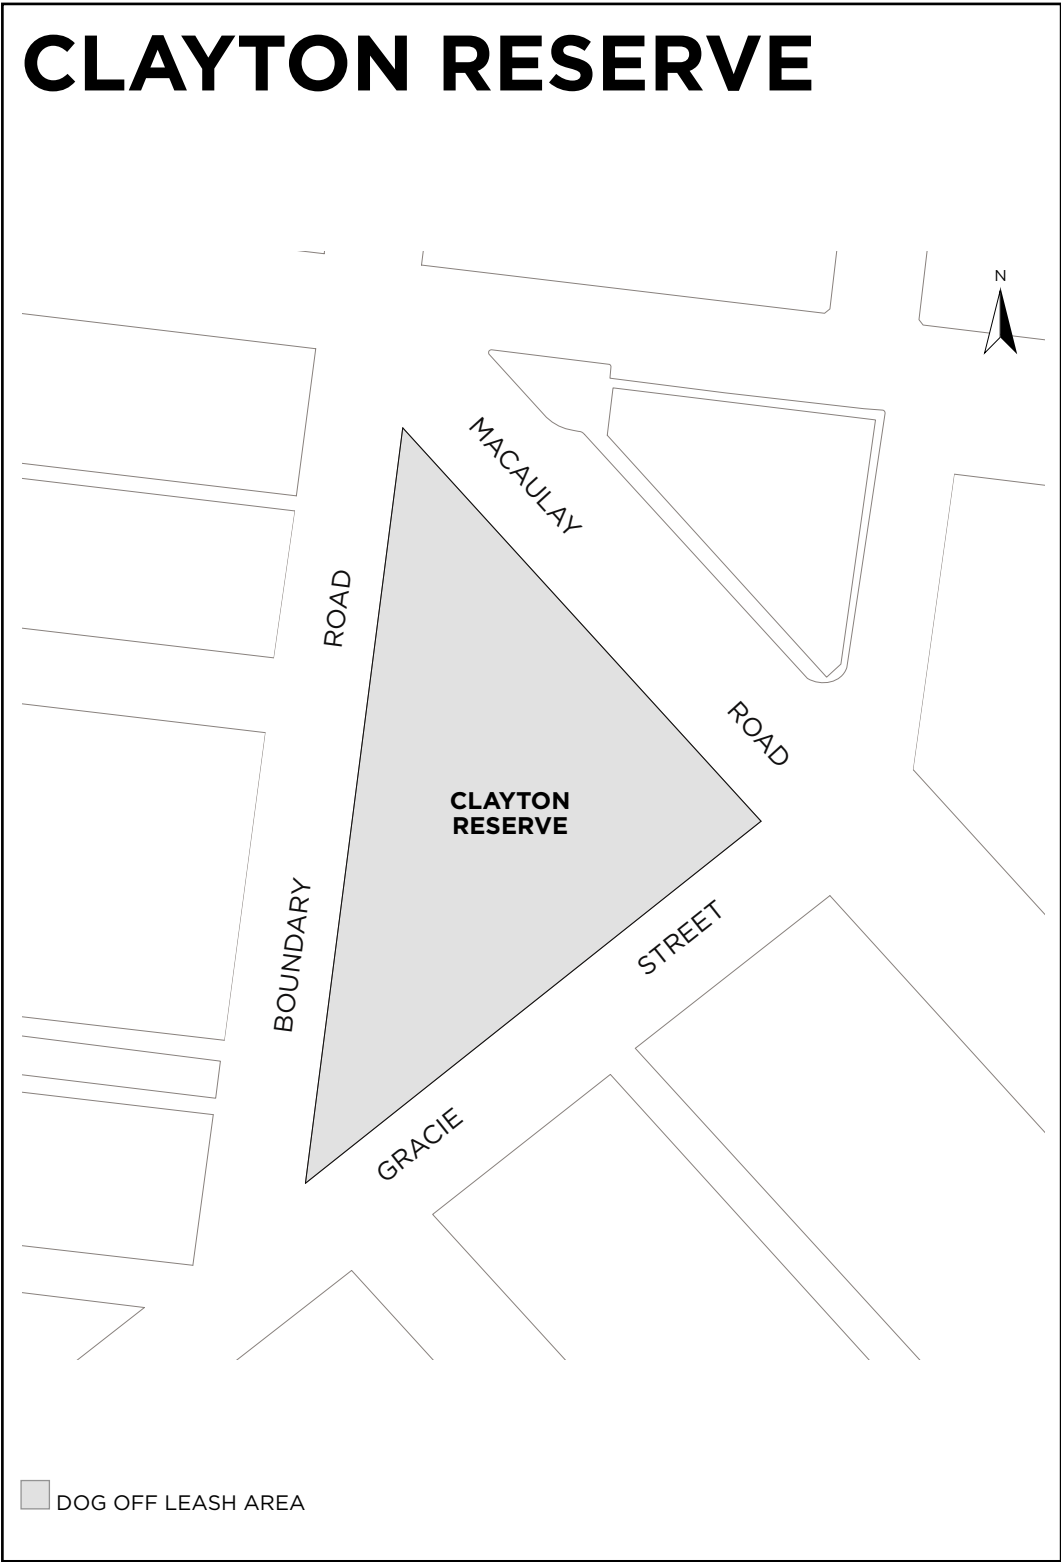 CLAYTON RESERVE
N
MACAULAY
ROAD
ROAD
CLAYTON
RESERVE
BOUNDARY
STREET
GRACIE
DOG OFF LEASH AREA